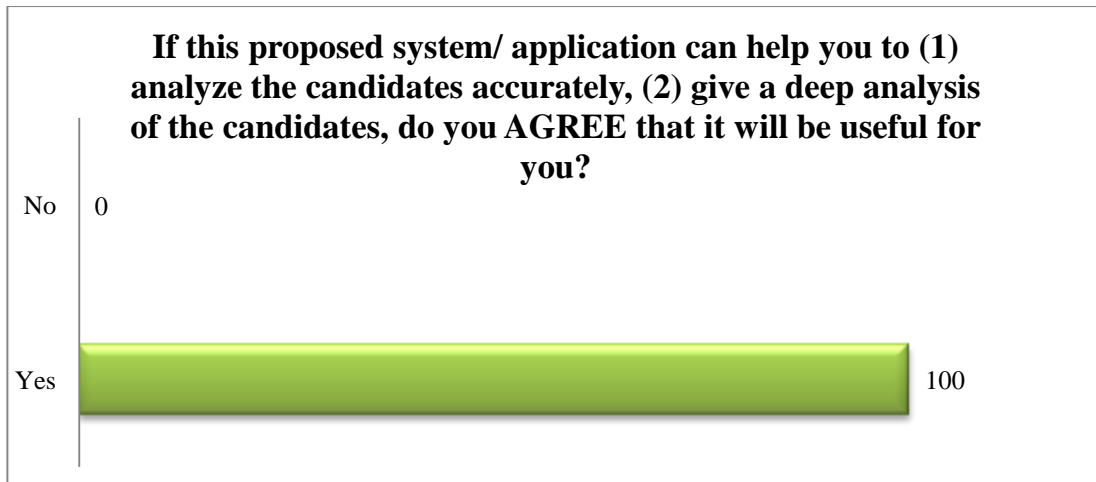 If this proposed system/ application can help you to (1)
analyze the candidates accurately, (2) give a deep analysis
of the candidates, do you AGREE that it will be useful for
you?
No 0
Yes 100